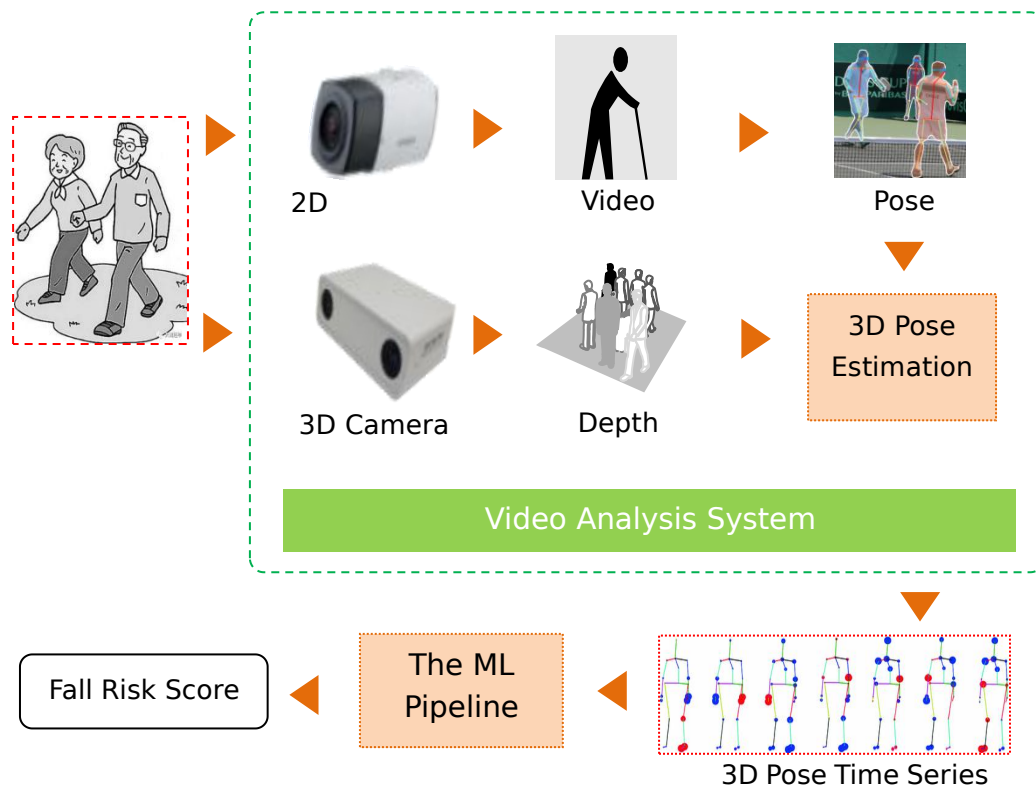 2D
Video
Pose
3D Camera
Depth
3D Pose
Estimation
Video Analysis System
Fall Risk Score
The ML
Pipeline
3D Pose Time Series